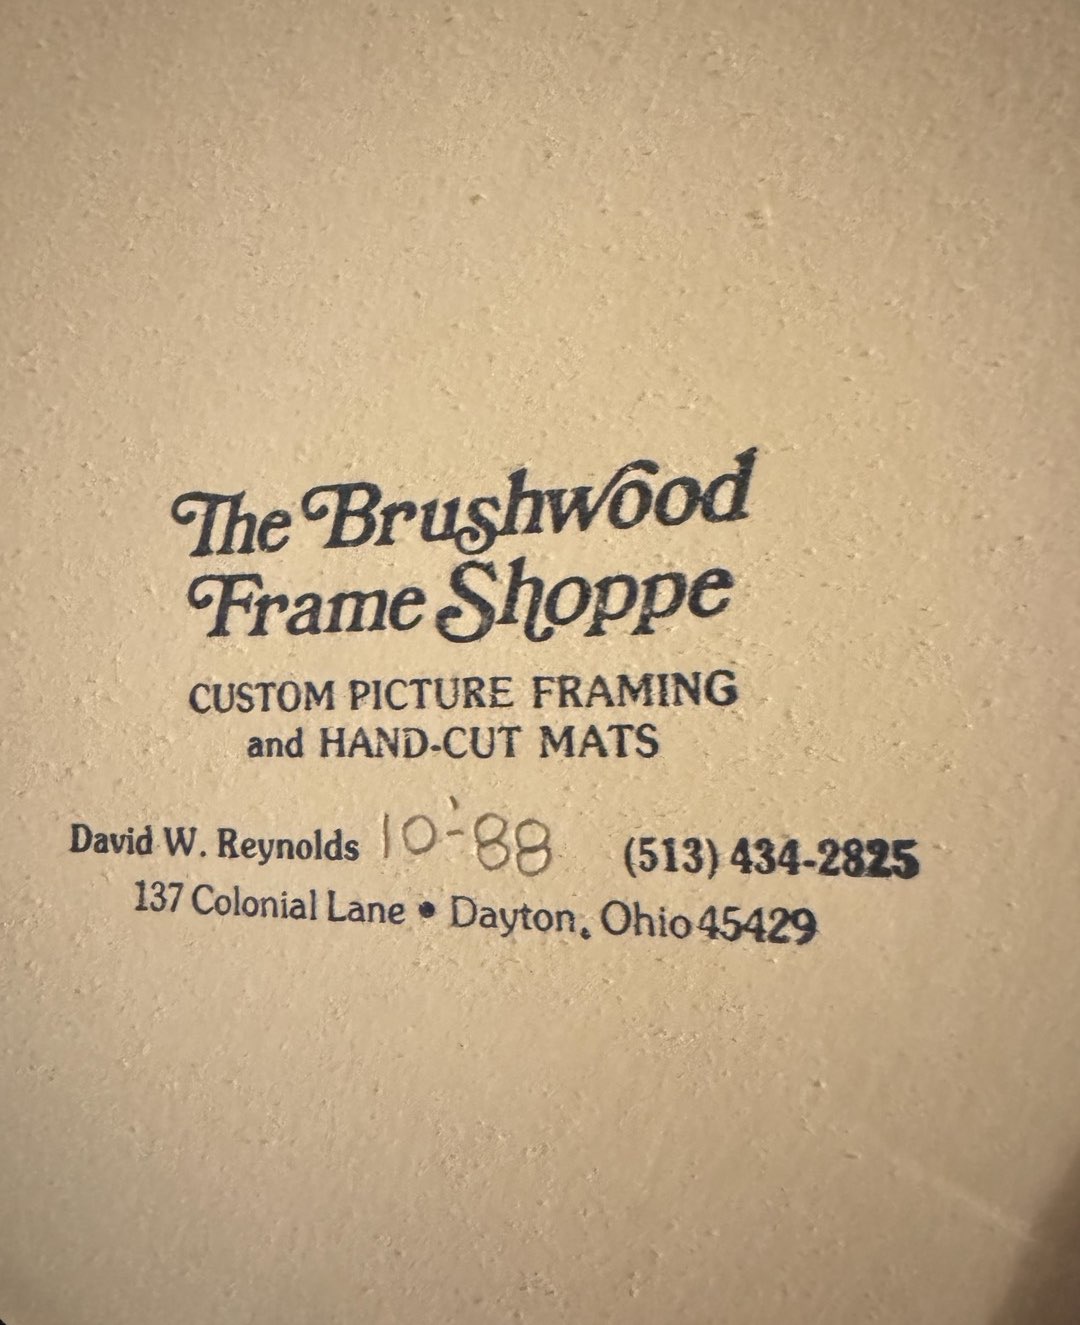 The Brushwood
Frame Shoppe
CUSTOM PICTURE FRAMING
and HAND-CUT MATS
David W. Reynolds 10-'88 (513) 434-2825
137 Colonial Lane • Dayton, Ohio 45429